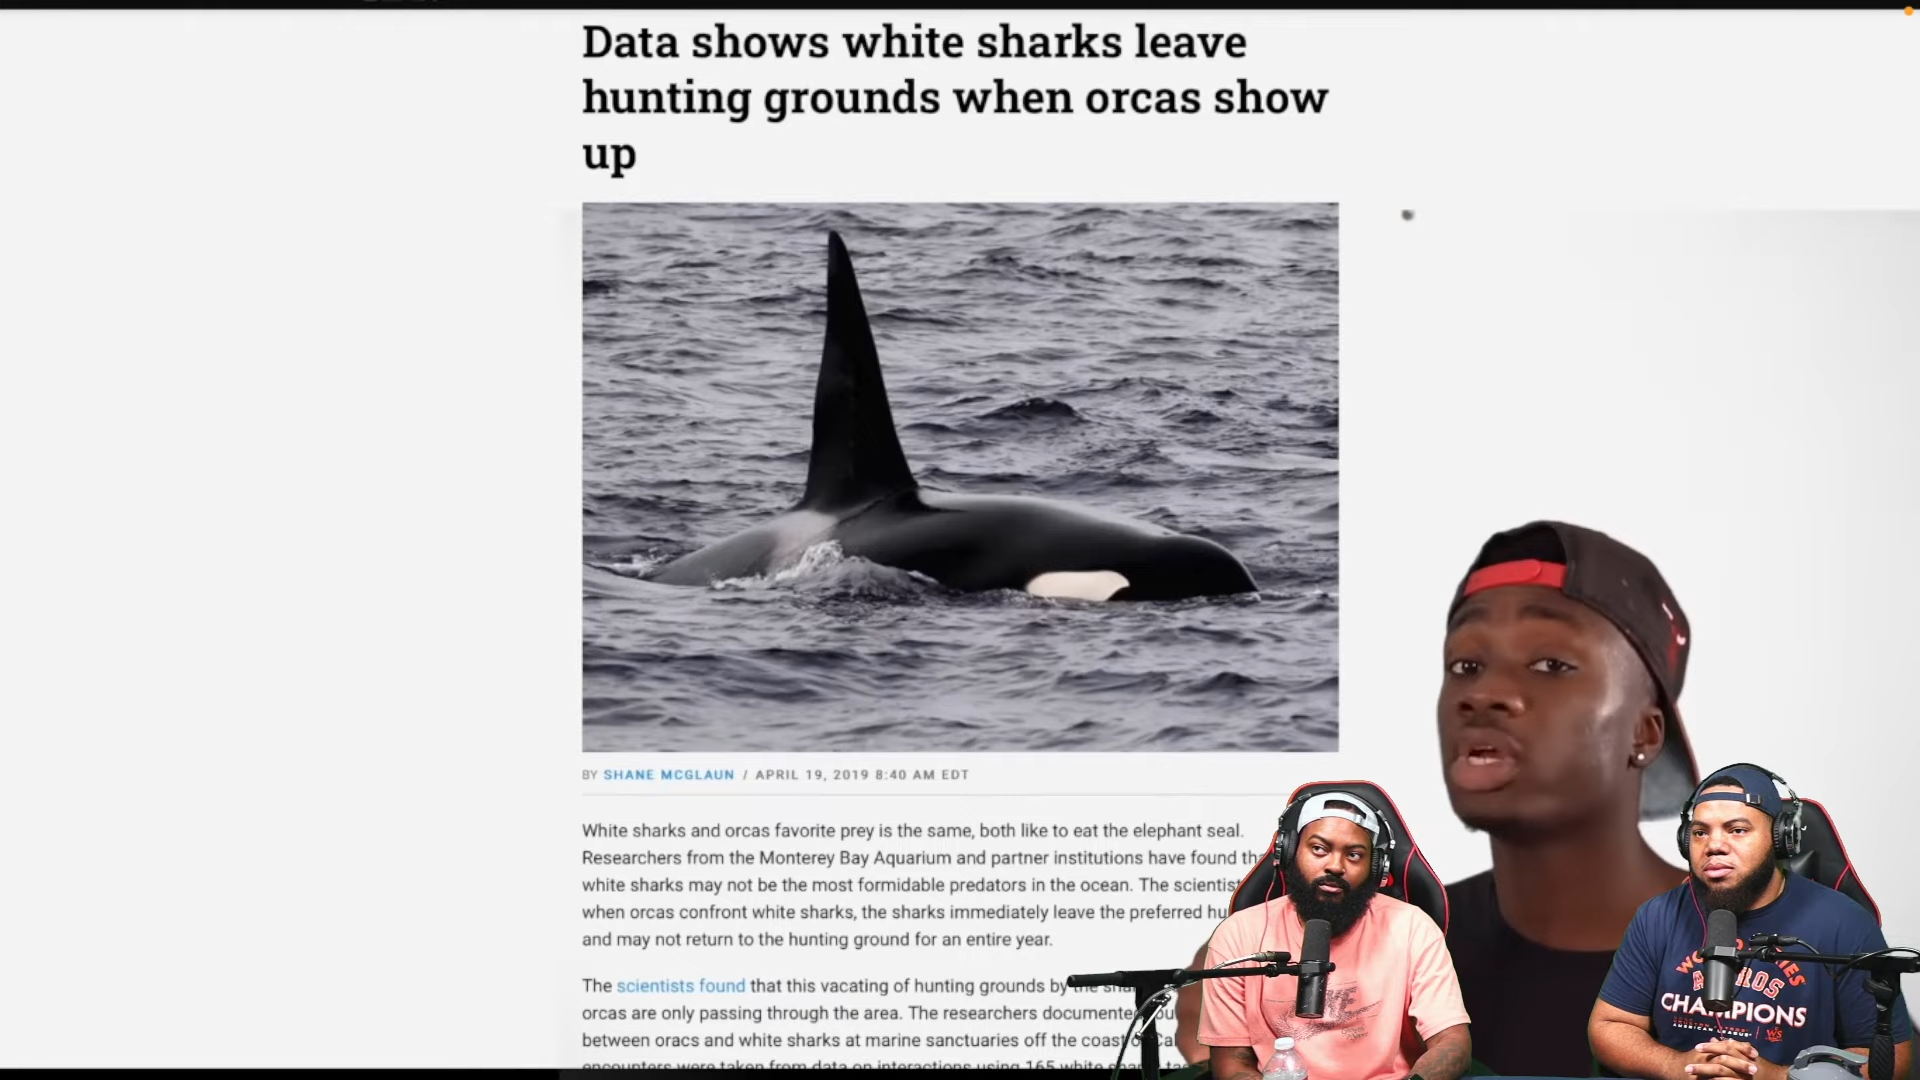 Data shows white sharks leave
hunting grounds when orcas show
up
BY SHANE MCGLAUN / APRIL 19, 2019 8:40 AM EDT
White sharks and orcas favorite prey is the same, both like to eat the elephant seal.
Researchers from the Monterey Bay Aquarium and partner institutions have found
white sharks may not be the most formidable predators in the ocean. The
when orcas confront white sharks, the sharks immediately leave the preferred
and may not return to the hunting ground for an entire year.
The scientists found that this vacating of hunting grounds by the
orcas are only passing through the area. The researchers documented
between oracs and white sharks at marine sanctuaries off the coast
encounters were taken from data on interactions using 165 white
CHAMPIONS
AMERICAN LEAGUE